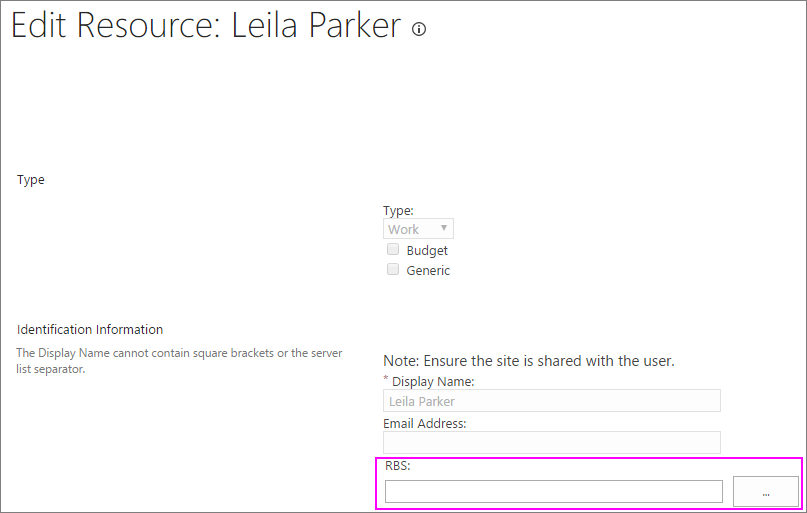 Edit Resource: Leila Parker
Type
Type:
Work
Budget
Generic
Identification Information
The Display Name cannot contain square brackets or the server
list separator.
Note: Ensure the site is shared with the user.
* Display Name:
Leila Parker
Email Address:
RBS:
...